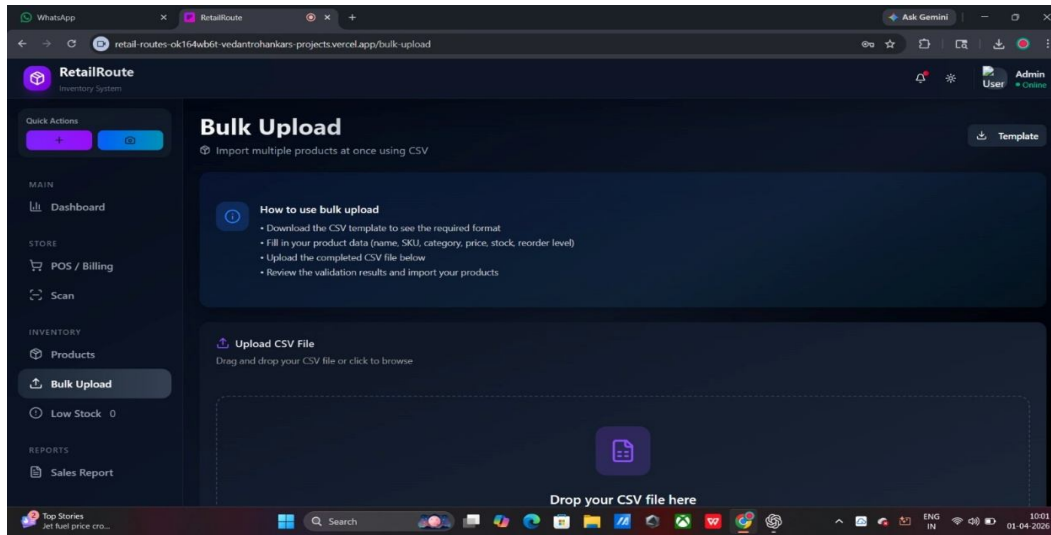 WhatsApp
RetailRoute
Ask Gemini
retail-routes-ok164wb6t-vedantrohankars-projects.vercel.app/bulk-upload
RetailRoute
Inventory System
User
Admin
Online
Quick Actions
Bulk Upload
Import multiple products at once using CSV
Template
MAIN
Dashboard
STORE
POS / Billing
Scan
INVENTORY
Products
Bulk Upload
Low Stock 0
REPORTS
Sales Report
How to use bulk upload
• Download the CSV template to see the required format
• Fill in your product data (name, SKU, category, price, stock, reorder level)
• Upload the completed CSV file below
• Review the validation results and import your products
Upload CSV File
Drag and drop your CSV file or click to browse
Drop your CSV file here
2
Top Stories
Jet fuel price cro...
Search
ENG
IN
10:01
01-04-2026